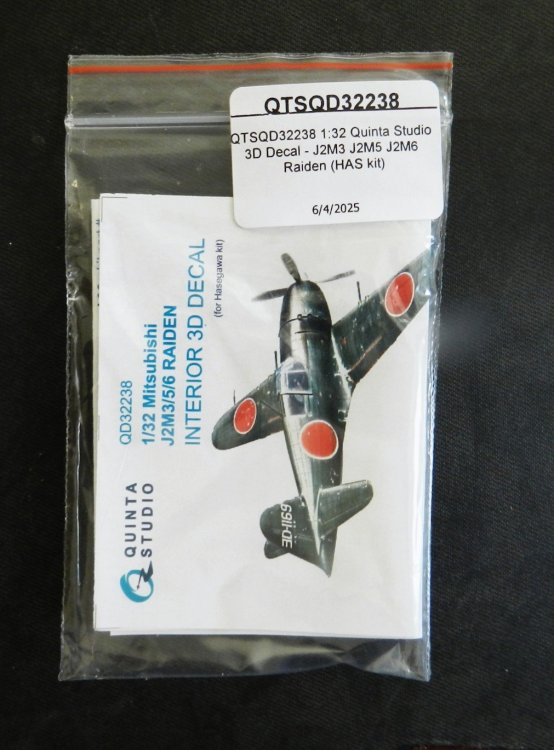 QTSQD32238
QTSQD32238 1:32 Quinta Studio
3D Decal - J2M3 J2M5 J2M6
Raiden (HAS kit)
6/4/2025
QD32238
1/32 Mitsubishi
J2M3/5/6 RAIDEN
INTERIOR 3D DECAL
(for Hasegawa kit)
QUINTA
STUDIO